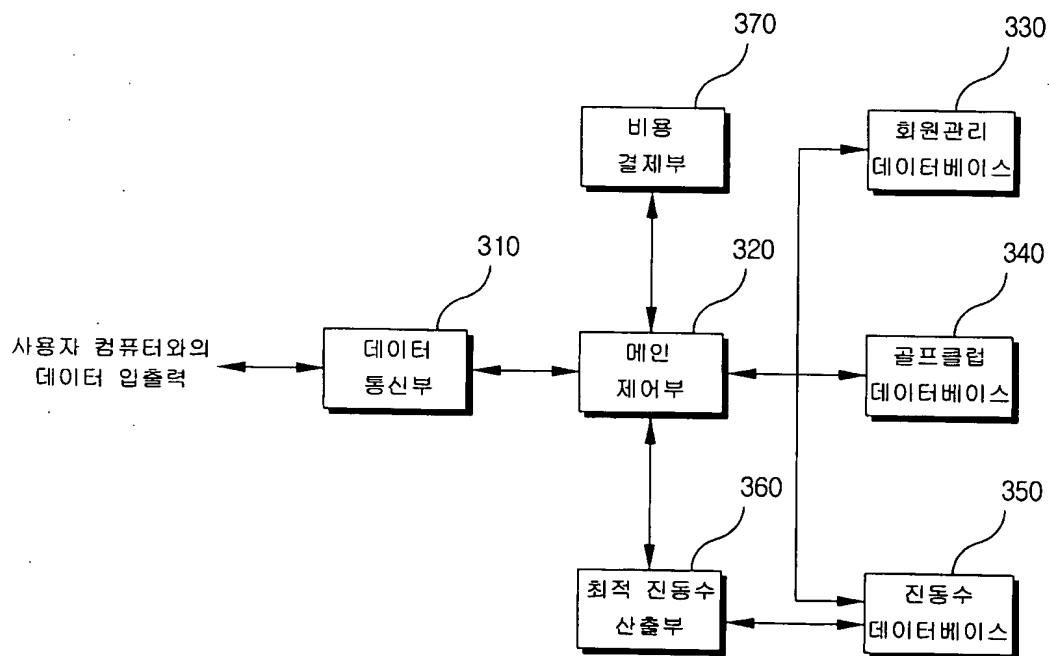 370
비용
결제부
330
회원관리
데이터베이스
310
320
340
사용자 컴퓨터와의
데이터 입출력
데이터
통신부
메인
제어부
골프클럽
데이터베이스
360
350
최적 진동수
산출부
진동수
데이터베이스